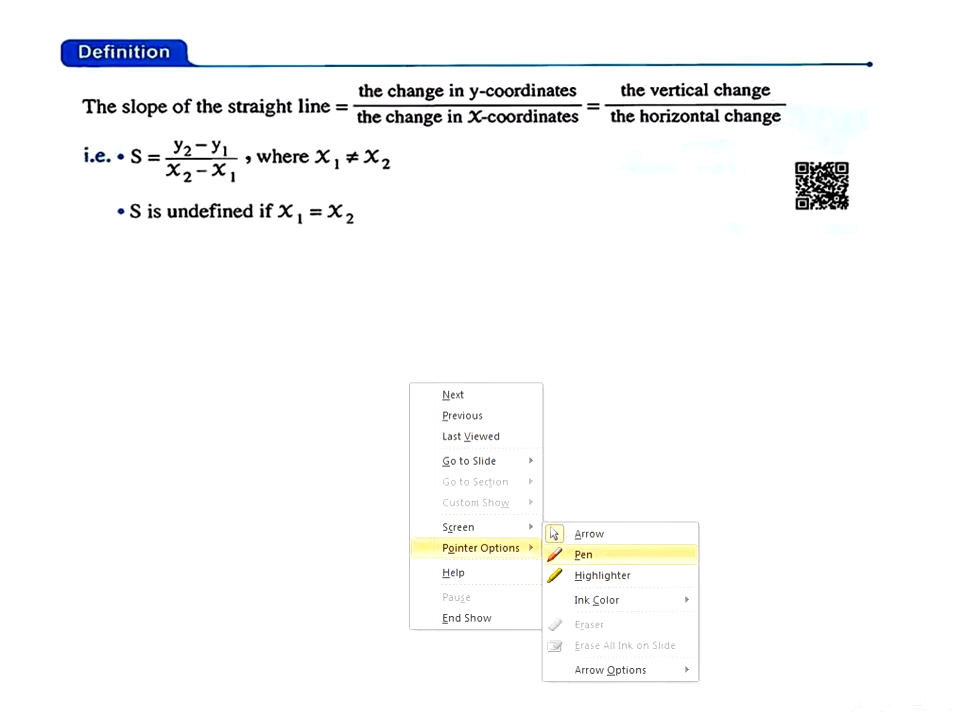 Definition
The slope of the straight line = the change in y-coordinates / the change in X-coordinates = the vertical change / the horizontal change
i.e. • S = y₂ − y₁ / X₂ − X₁ , where X₁ ≠ X₂
• S is undefined if X₁ = X₂
Next
Previous
Last Viewed
Go to Slide
Go to Section
Custom Show
Screen
Pointer Options
Help
Pause
End Show
Arrow
Pen
Highlighter
Ink Color
Eraser
Erase All Ink on Slide
Arrow Options